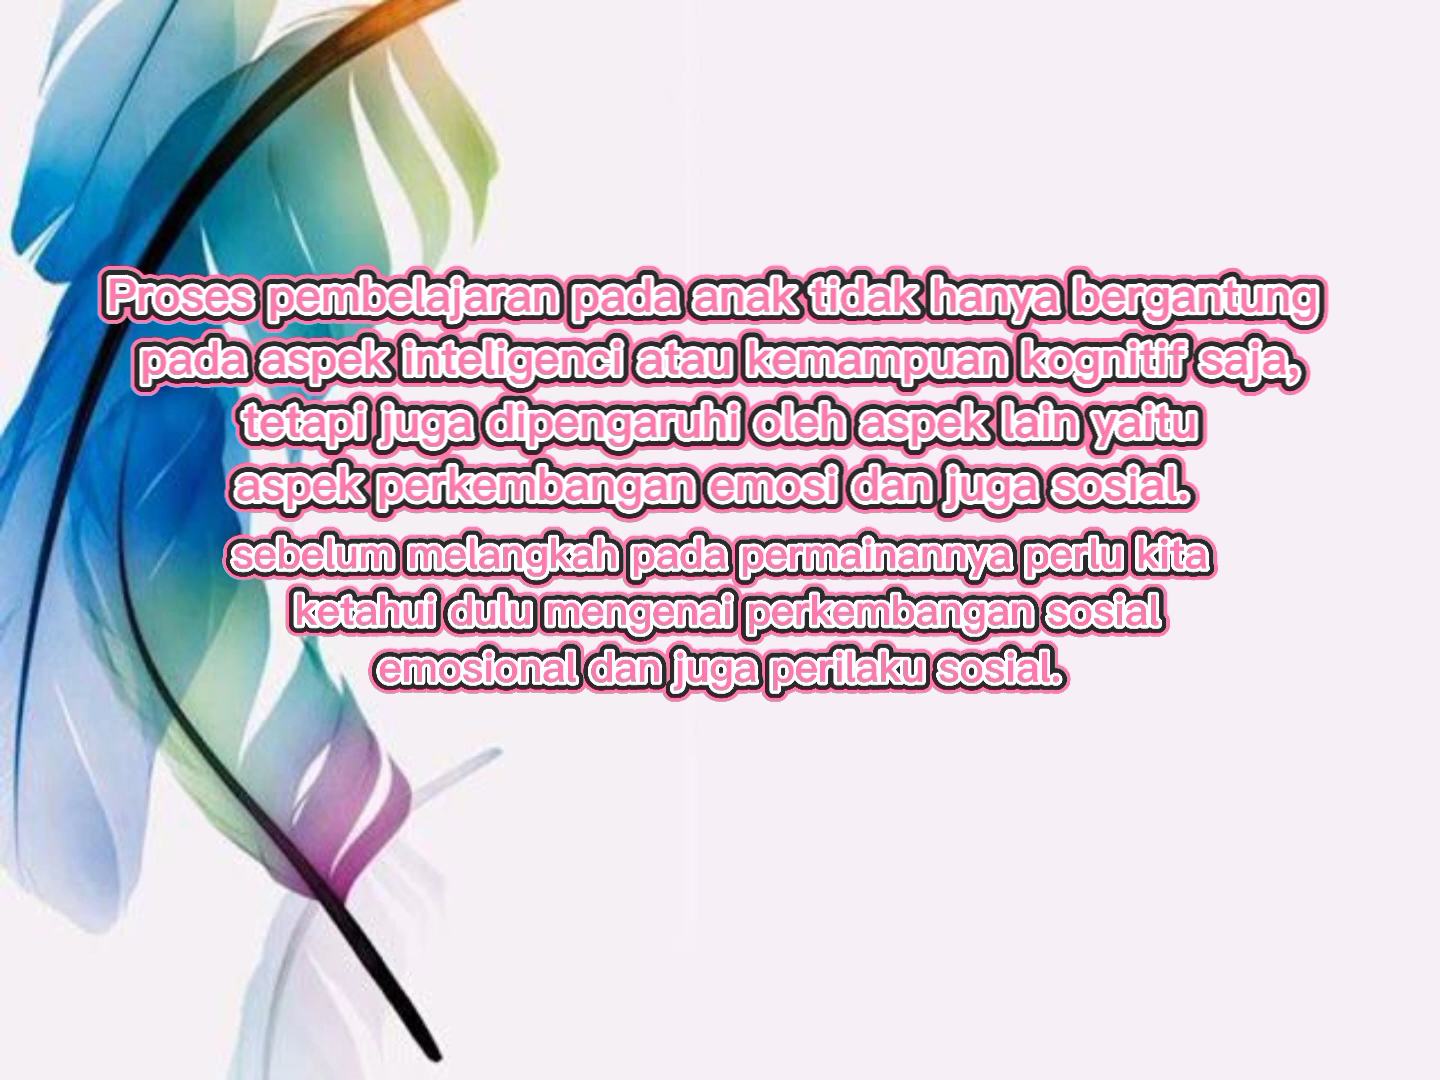 Proses pembelajaran pada anak tidak hanya bergantung
pada aspek inteligenci atau kemampuan kognitif saja,
tetapi juga dipengaruhi oleh aspek lain yaitu
aspek perkembangan emosi dan juga sosial.
sebelum melangkah pada permainannya perlu kita
ketahui dulu mengenai perkembangan sosial
emosional dan juga perilaku sosial.